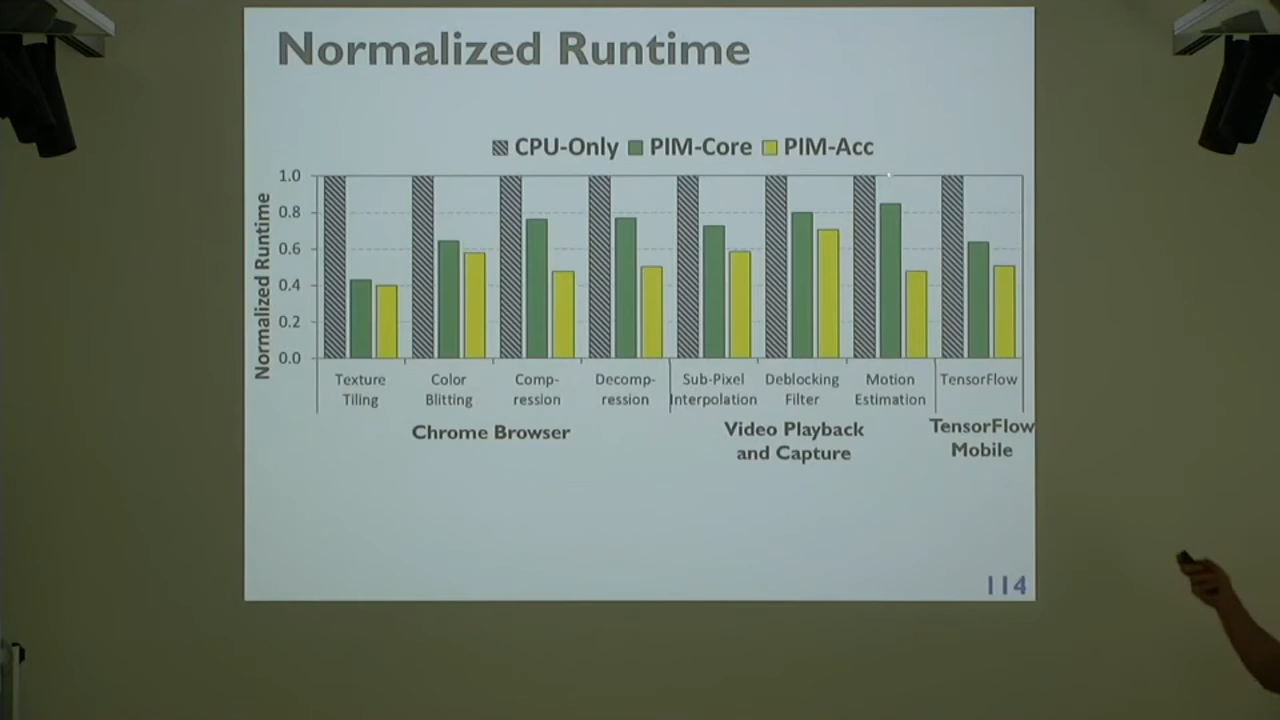 Normalized Runtime
CPU-Only PIM-Core PIM-Acc
Normalized Runtime
1.0
0.8
0.6
0.4
0.2
0.0
Texture
Tiling
Color
Blitting
Comp-
ression
Decomp-
ression
Sub-Pixel
Interpolation
Deblocking
Filter
Motion
Estimation
TensorFlow
Chrome Browser
Video Playback
and Capture
TensorFlow
Mobile
114